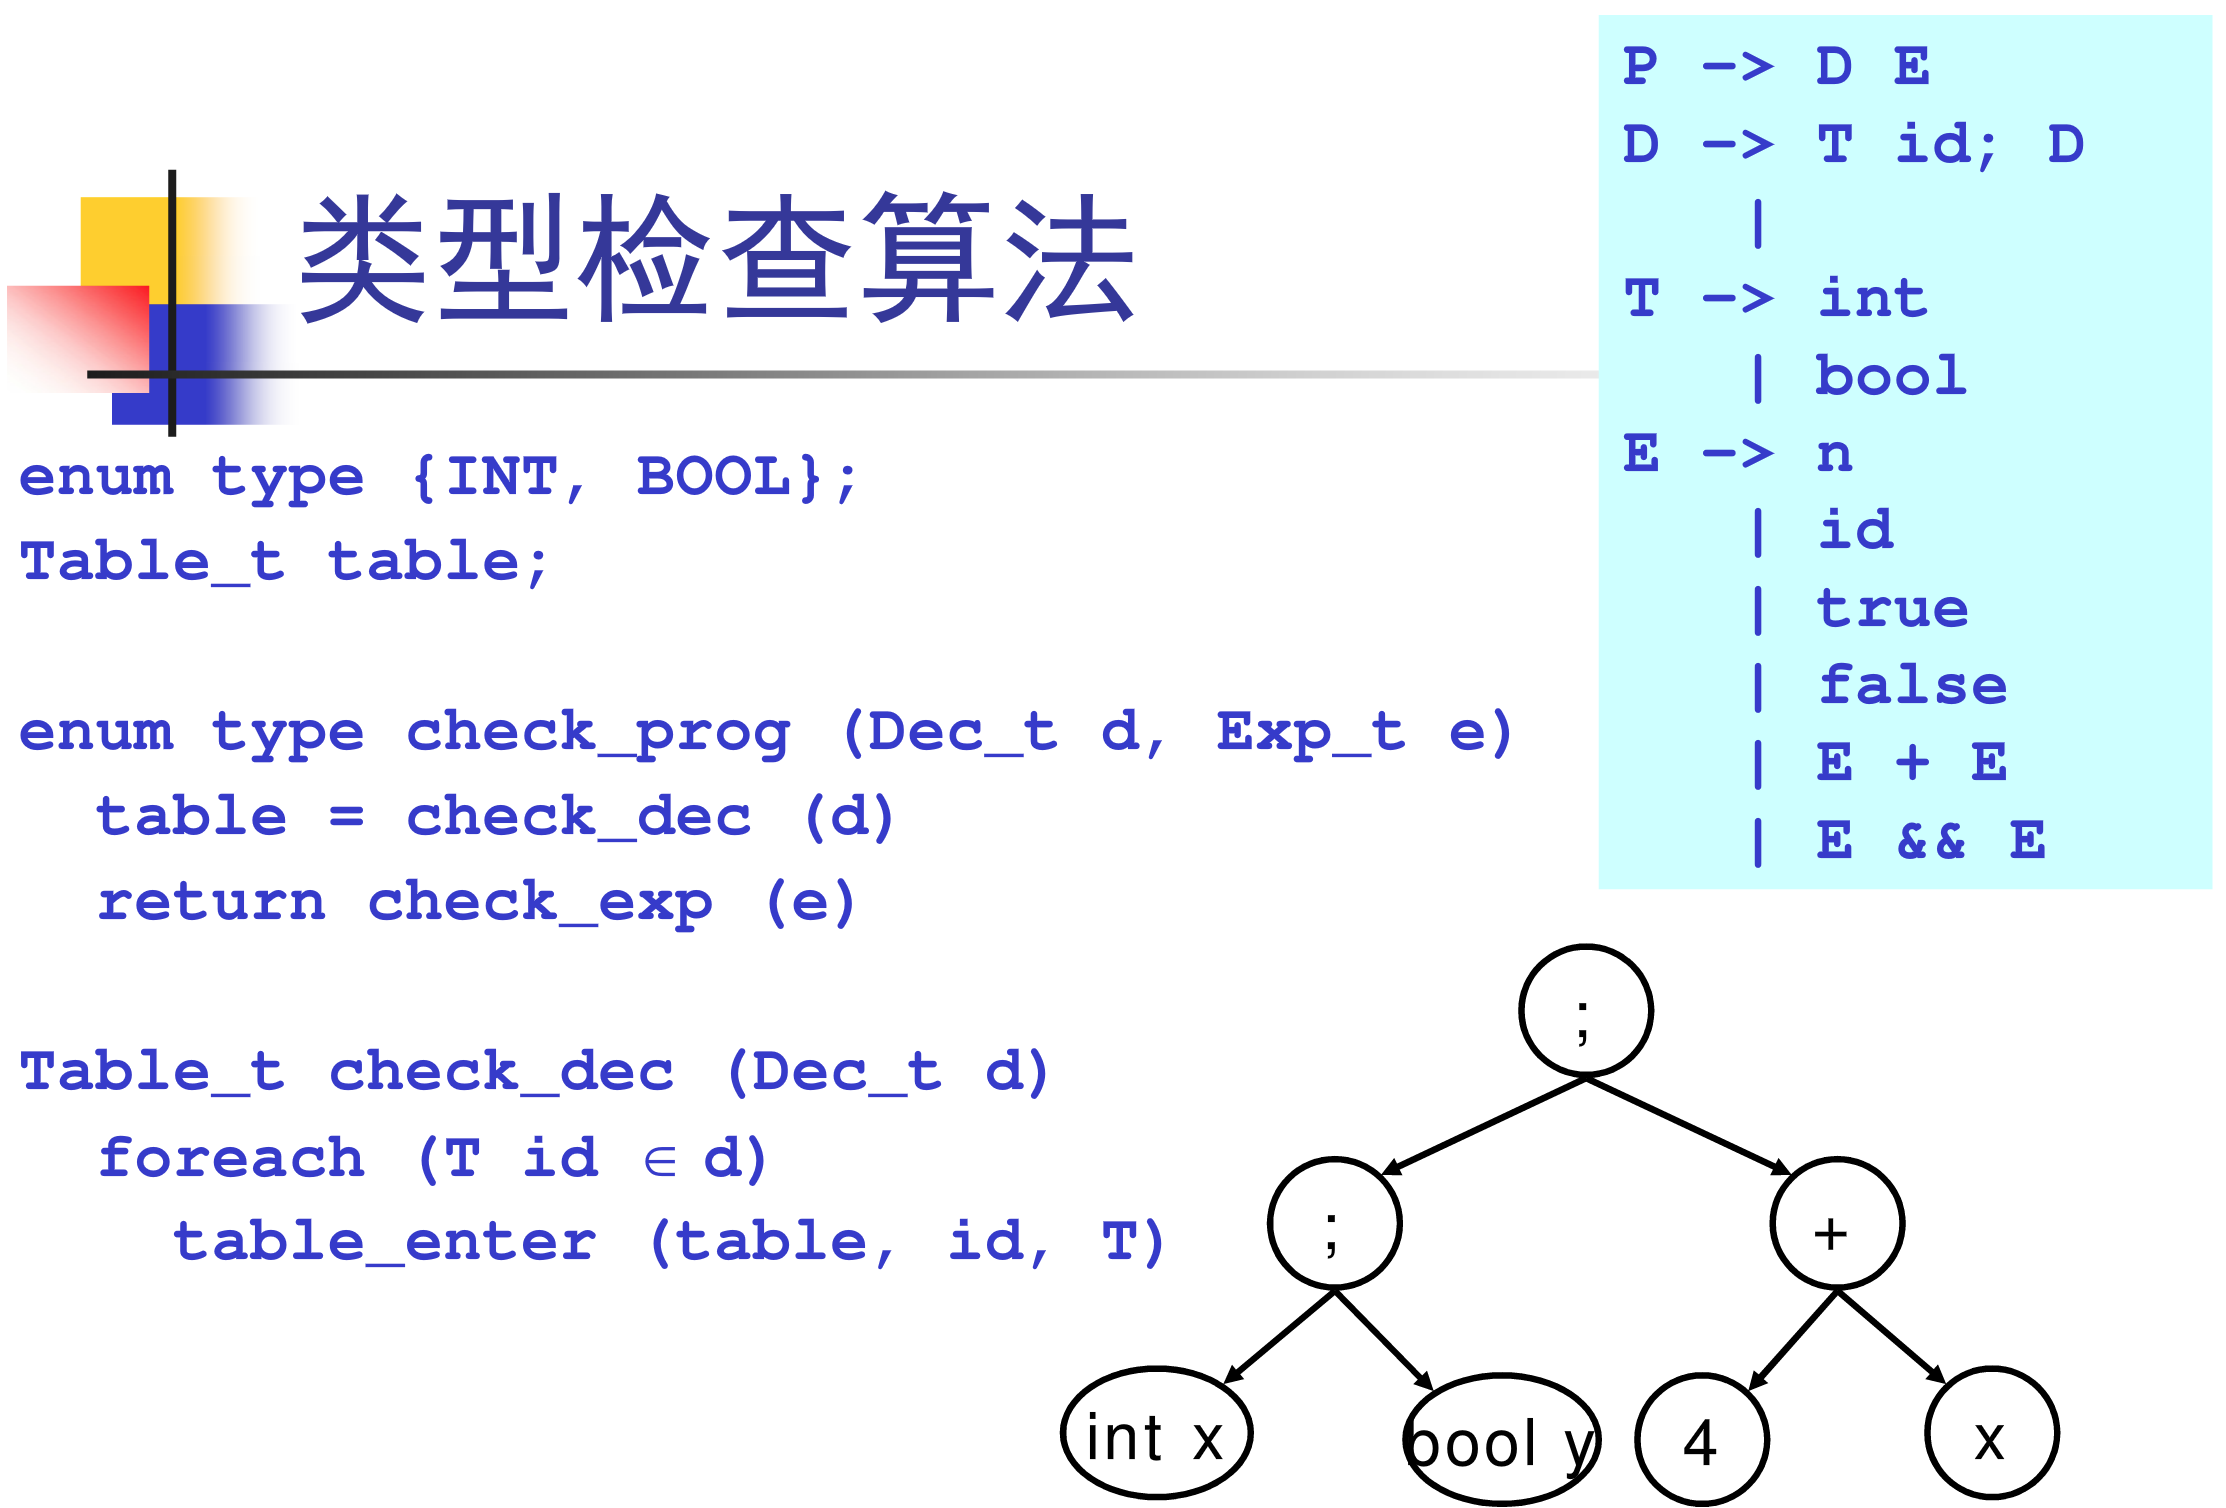 类型检查算法
enum type {INT, BOOL};
Table_t table;
enum type check_prog (Dec_t d, Exp_t e)
table = check_dec (d)
return check_exp (e)
Table_t check_dec (Dec_t d)
foreach (T id ∈ d)
table_enter (table, id, T)
P -> D E
D -> T id; D
|
T -> int
| bool
E -> n
| id
| true
| false
| E + E
| E && E
;
; +
int x bool y 4 x